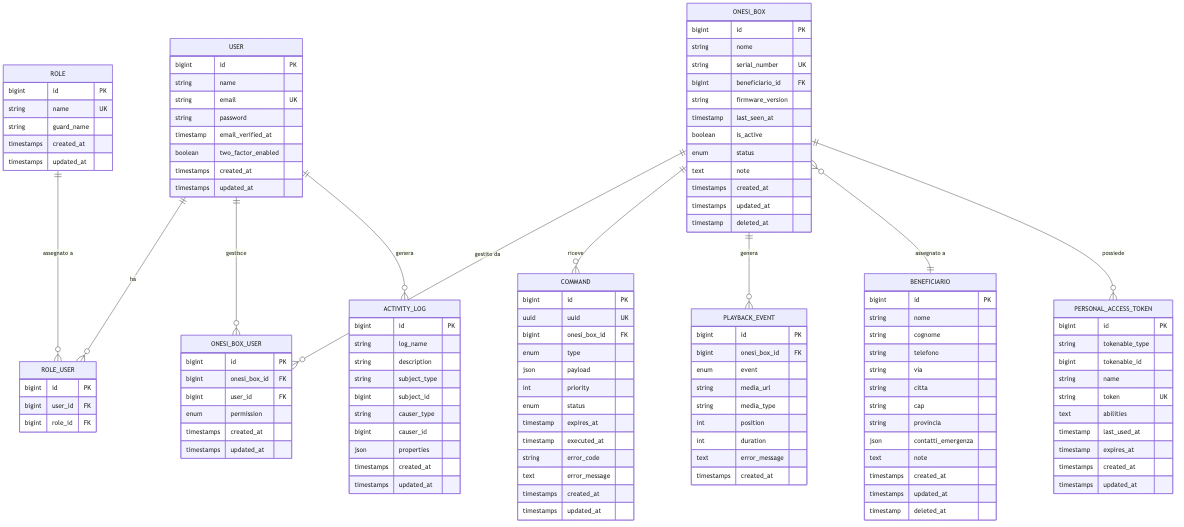 ROLE
bigint id PK
string name UK
string guard_name
timestamps created_at
timestamps updated_at
USER
bigint id PK
string name
string email UK
string password
timestamp email_verified_at
boolean two_factor_enabled
timestamps created_at
timestamps updated_at
ONESI_BOX
bigint id PK
string nome
string serial_number UK
bigint beneficiario_id FK
string firmware_version
timestamp last_seen_at
boolean is_active
enum status
text note
timestamps created_at
timestamps updated_at
timestamp deleted_at
assegnato a
ha
gestisce
genera
gestito da
riceve
genera
assegnato a
possiede
ROLE_USER
bigint id PK
bigint user_id FK
bigint role_id FK
ONESI_BOX_USER
bigint id PK
bigint onesi_box_id FK
bigint user_id FK
enum permission
timestamps created_at
timestamps updated_at
ACTIVITY_LOG
bigint id PK
string log_name
string description
string subject_type
bigint subject_id
string causer_type
bigint causer_id
json properties
timestamps created_at
timestamps updated_at
COMMAND
bigint id PK
uuid uuid UK
bigint onesi_box_id FK
enum type
json payload
int priority
enum status
timestamp expires_at
timestamp executed_at
string error_code
text error_message
timestamps created_at
timestamps updated_at
PLAYBACK_EVENT
bigint id PK
bigint onesi_box_id FK
enum event
string media_url
string media_type
int position
int duration
text error_message
timestamps created_at
BENEFICIARIO
bigint id PK
string nome
string cognome
string telefono
string via
string citta
string cap
string provincia
json contatti_emergenza
text note
timestamps created_at
timestamps updated_at
timestamp deleted_at
PERSONAL_ACCESS_TOKEN
bigint id PK
string tokenable_type
bigint tokenable_id
string name
string token UK
text abilities
timestamp last_used_at
timestamp expires_at
timestamps created_at
timestamps updated_at